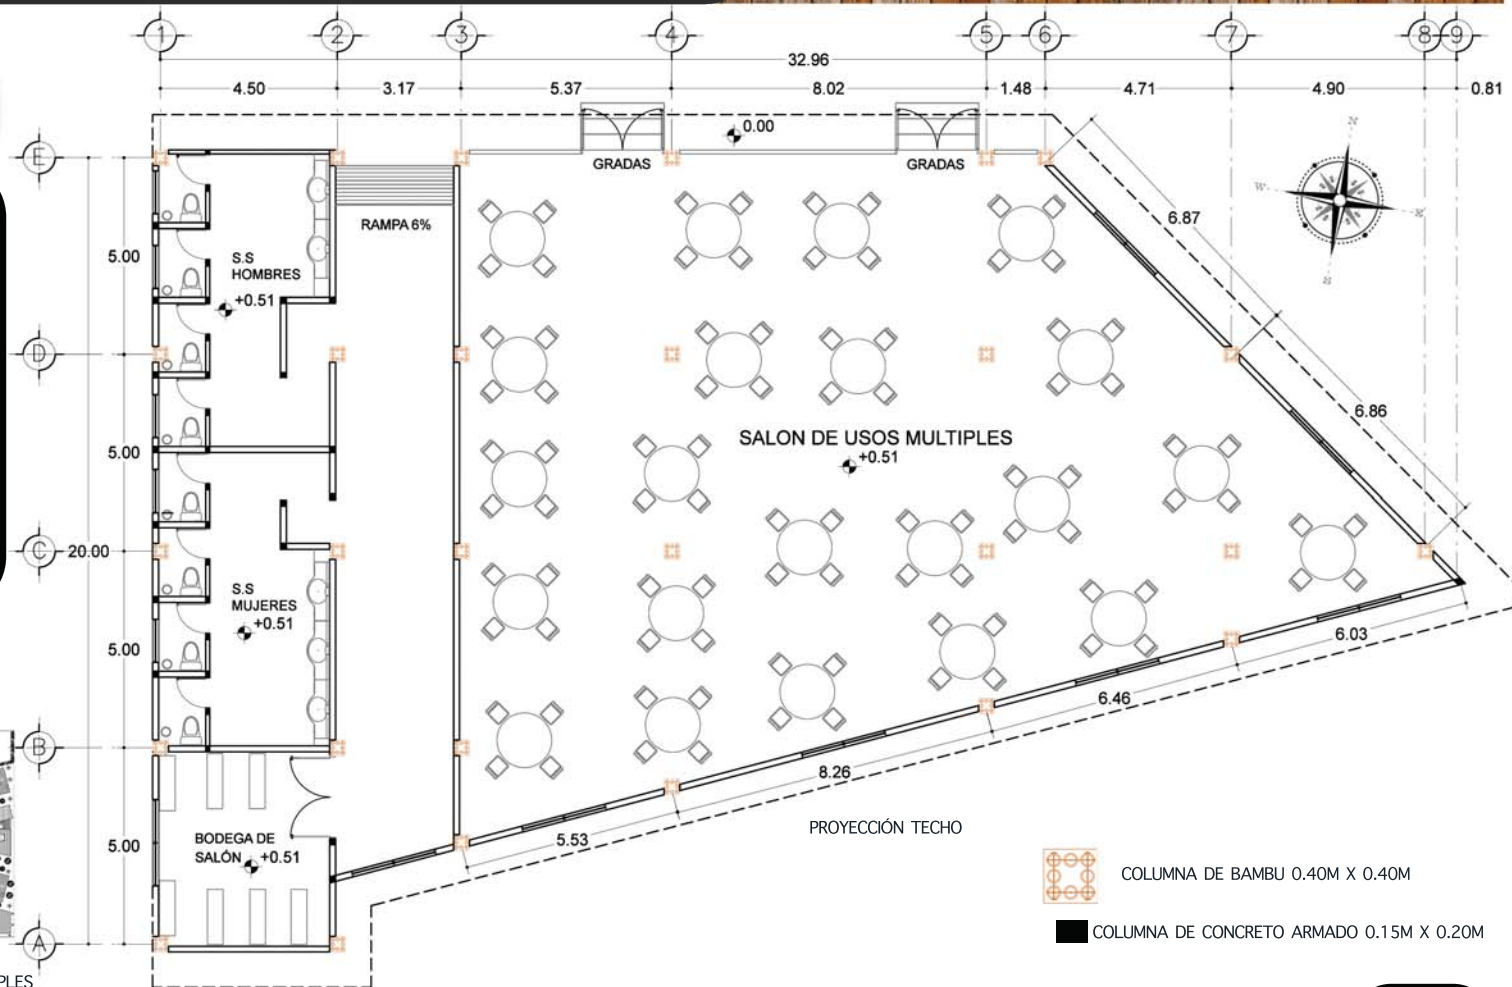 1 2 3 4 5 6 7 8 9
32.96
4.50 3.17 5.37 8.02 1.48 4.71 4.90 0.81
0.00
E
GRADAS GRADAS
N
W
S
6.87
RAMPA 6%
5.00
S.S
HOMBRES
+0.51
D
6.86
SALON DE USOS MULTIPLES
+0.51
5.00
C
20.00
S.S
MUJERES
+0.51
5.00
6.03
6.46
B
8.26
5.53
PROYECCIÓN TECHO
5.00
BODEGA DE
SALÓN +0.51
COLUMNA DE BAMBU 0.40M X 0.40M
COLUMNA DE CONCRETO ARMADO 0.15M X 0.20M
A
PLES